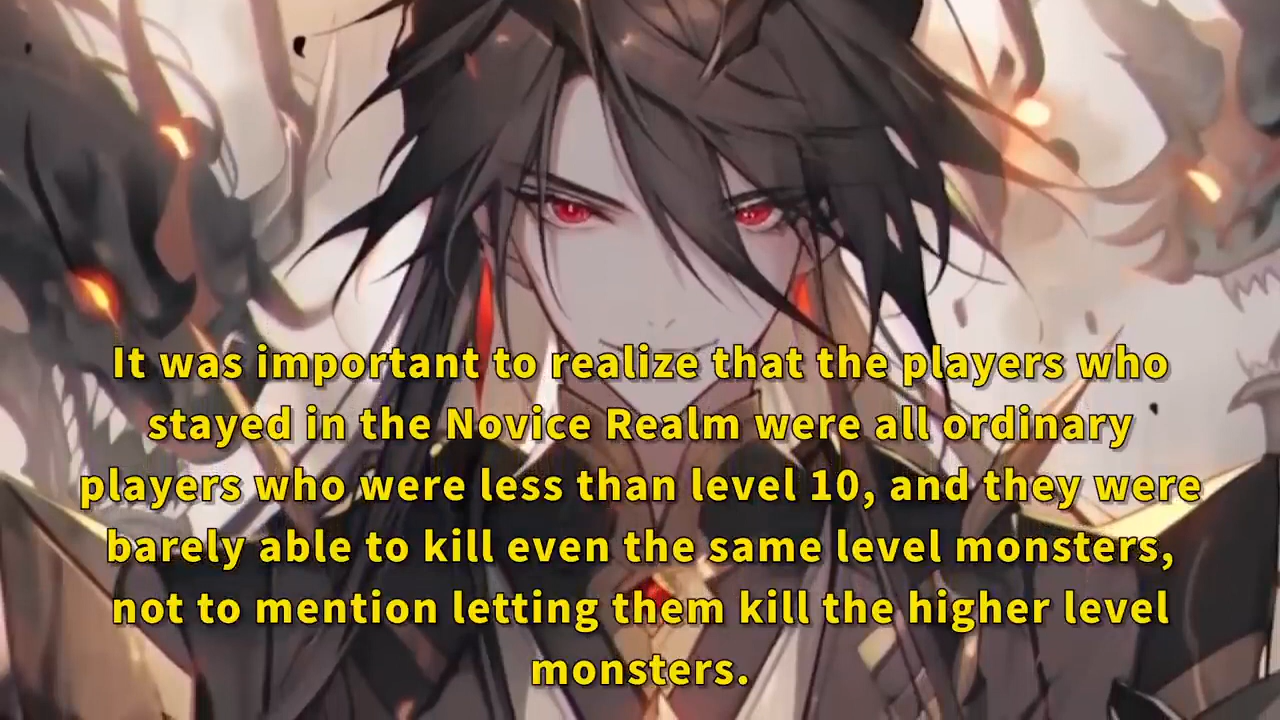 It was important to realize that the players who
stayed in the Novice Realm were all ordinary
players who were less than level 10, and they were
barely able to kill even the same level monsters,
not to mention letting them kill the higher level
monsters.